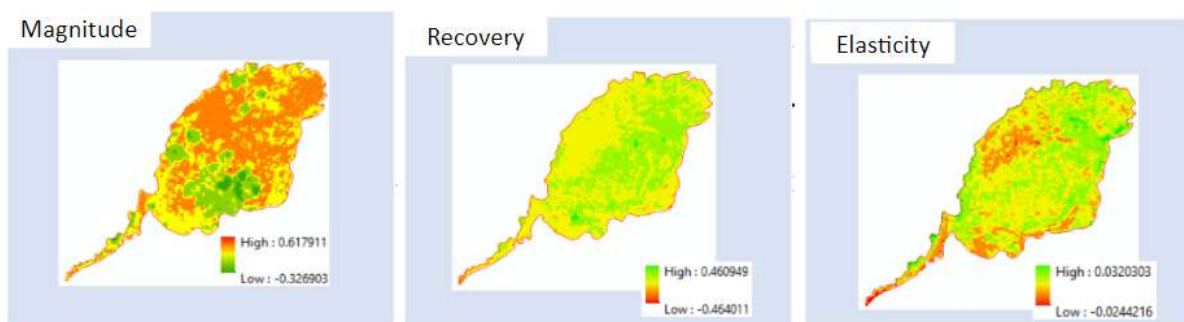 Magnitude
High : 0.617911
Low : -0.326903
Recovery
High : 0.460949
Low : -0.464011
Elasticity
High : 0.0320303
Low : -0.0244216